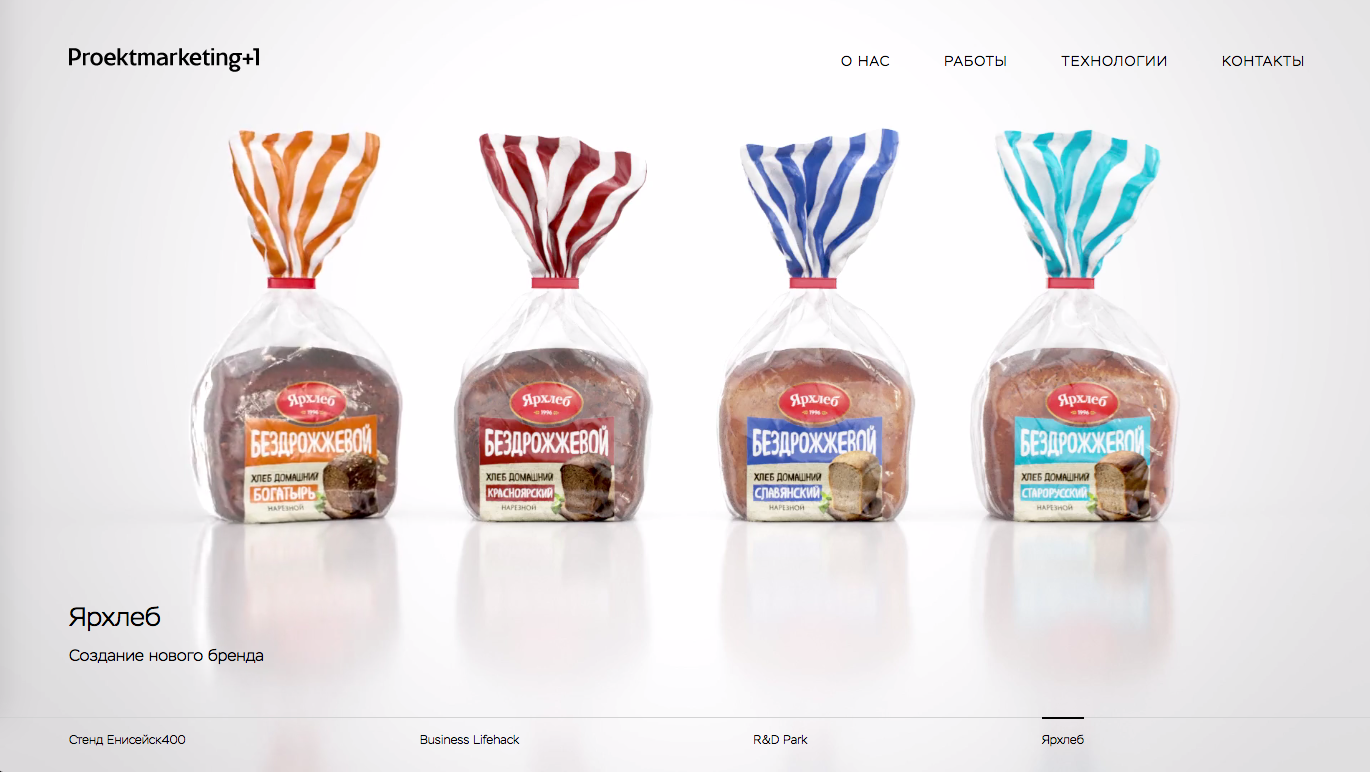 Proektmarketing+1
О НАС
РАБОТЫ
ТЕХНОЛОГИИ
КОНТАКТЫ
Ярхлеб
1996
БЕЗДРОЖЖЕВОЙ
ХЛЕБ ДОМАШНИЙ
БОГАТЫРЬ
НАРЕЗНОЙ
Ярхлеб
1996
БЕЗДРОЖЖЕВОЙ
ХЛЕБ ДОМАШНИЙ
КРАСНОЯРСКИЙ
НАРЕЗНОЙ
Ярхлеб
1996
БЕЗДРОЖЖЕВОЙ
ХЛЕБ ДОМАШНИЙ
СЛАВЯНСКИЙ
НАРЕЗНОЙ
Ярхлеб
1996
БЕЗДРОЖЖЕВОЙ
ХЛЕБ ДОМАШНИЙ
СТАРОРУССКИЙ
НАРЕЗНОЙ
Ярхлеб
Создание нового бренда
Стенд Енисейск400
Business Lifehack
R&D Park
Ярхлеб